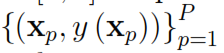 {(x_p, y (x_p))}_{p=1}^{P}